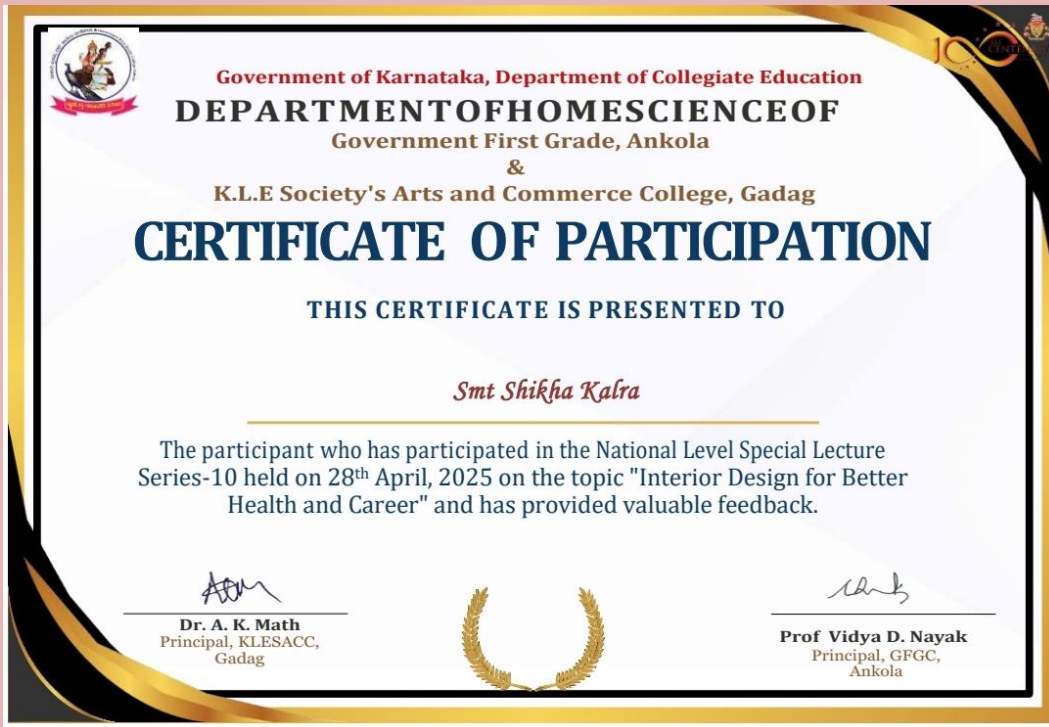 Government of Karnataka, Department of Collegiate Education
DEPARTMENTOFHOMESCIENCEOF
Government First Grade, Ankola
&
K.L.E Society's Arts and Commerce College, Gadag
CERTIFICATE OF PARTICIPATION
THIS CERTIFICATE IS PRESENTED TO
Smt Shikha Kalra
The participant who has participated in the National Level Special Lecture
Series-10 held on 28th April, 2025 on the topic "Interior Design for Better
Health and Career" and has provided valuable feedback.
Dr. A. K. Math
Principal, KLESACC,
Gadag
Prof Vidya D. Nayak
Principal, GFGC,
Ankola